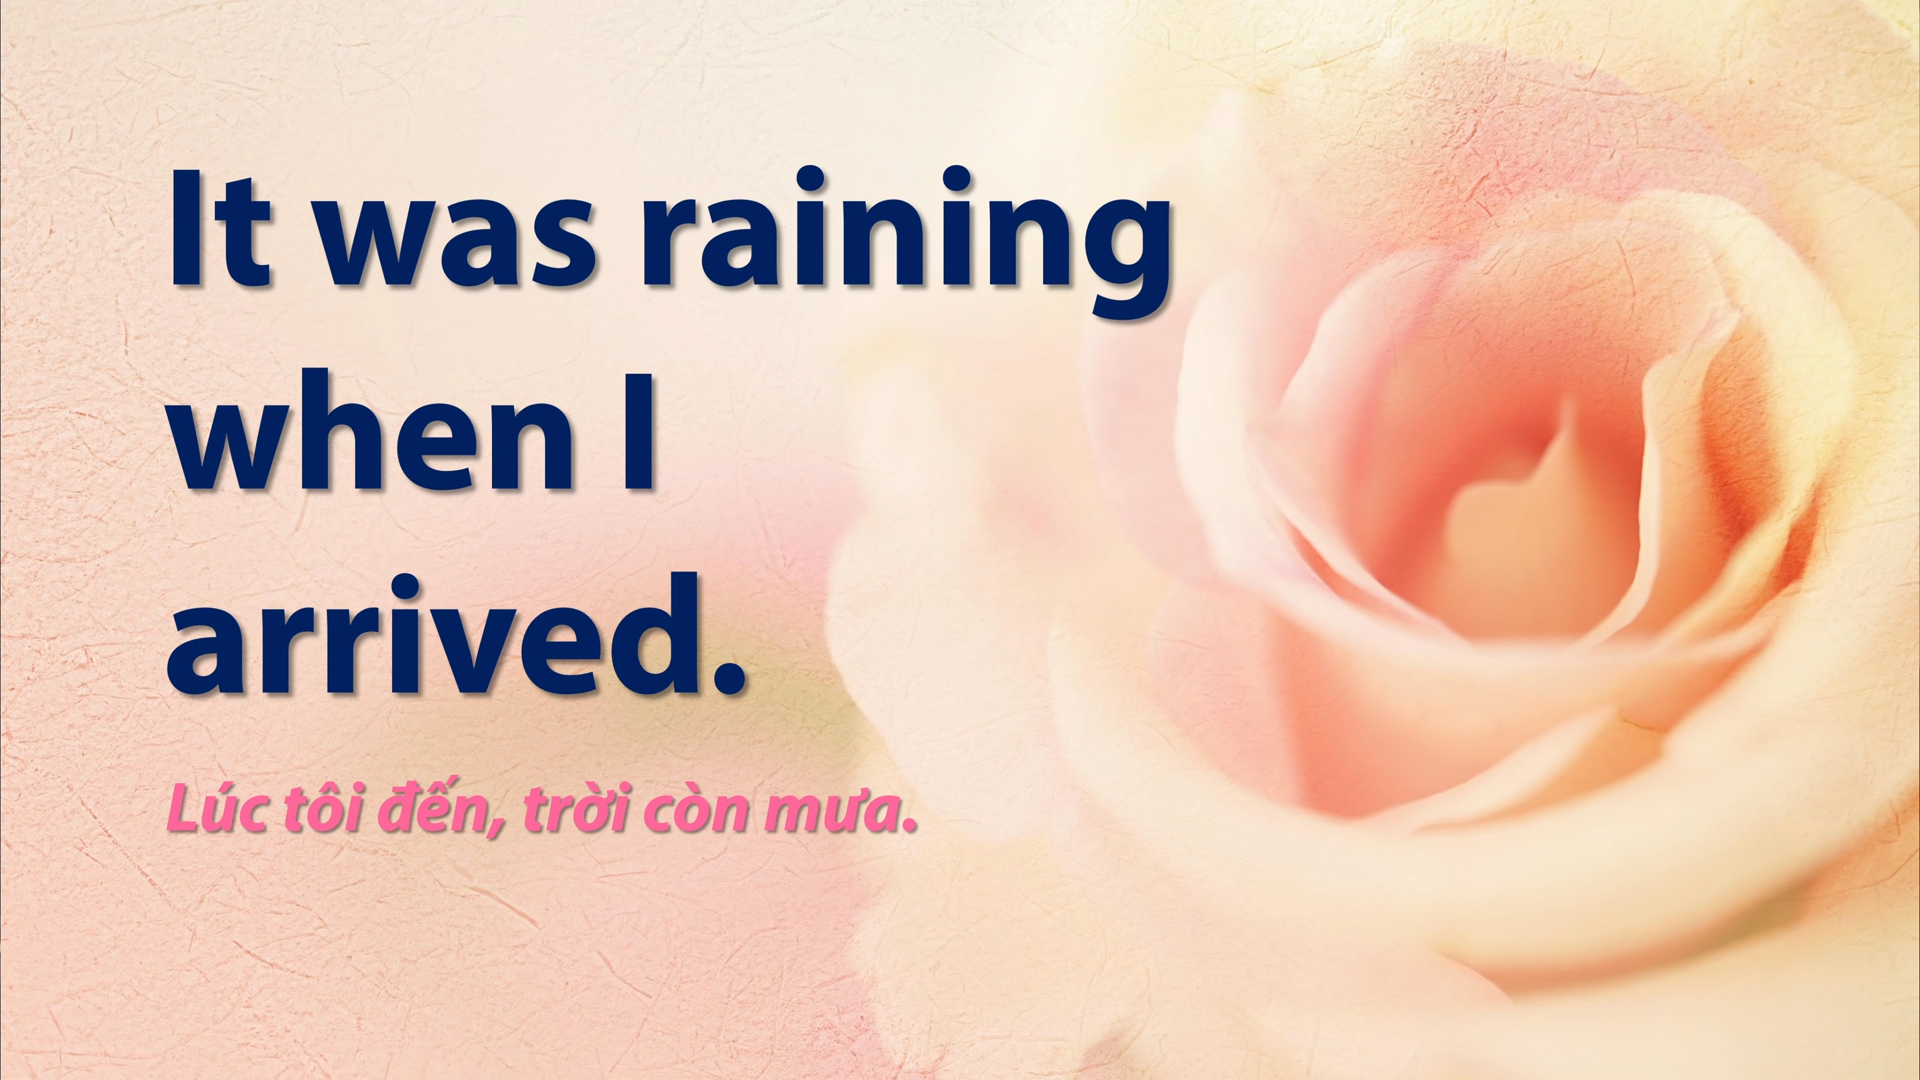 It was raining
when I
arrived.
Lúc tôi đến, trời còn mưa.